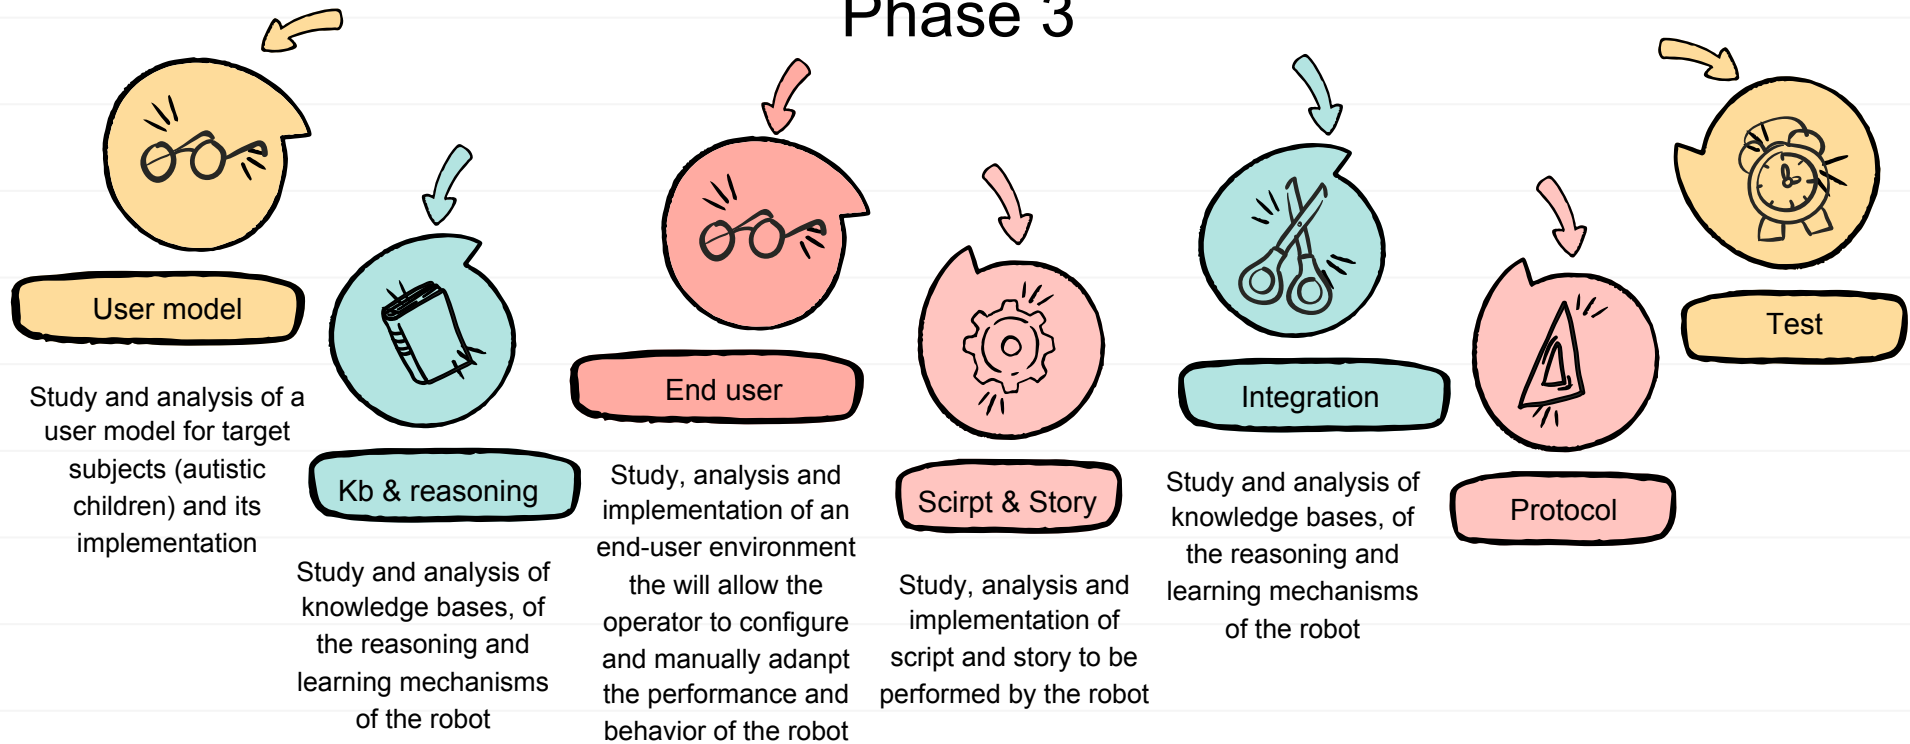 Phase 3
User model
Study and analysis of a
user model for target
subjects (autistic
children) and its
implementation
Kb & reasoning
Study and analysis of
knowledge bases, of
the reasoning and
learning mechanisms
of the robot
End user
Study, analysis and
implementation of an
end-user environment
the will allow the
operator to configure
and manually adanpt
the performance and
behavior of the robot
Scirpt & Story
Study, analysis and
implementation of
script and story to be
performed by the robot
Integration
Study and analysis of
knowledge bases, of
the reasoning and
learning mechanisms
of the robot
Protocol
Test